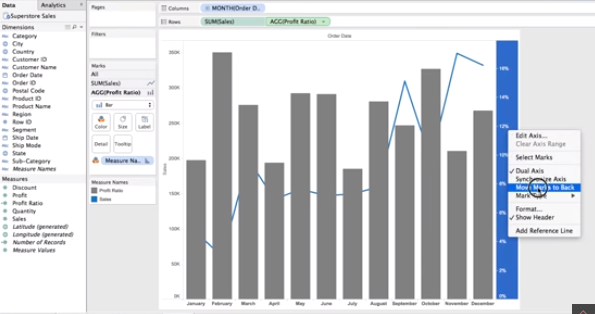 Data
Analytics
Superstore Sales
Dimensions
Category
City
Country
Customer ID
Customer Name
Order Date
Order ID
Postal Code
Product ID
Product Name
Region
Row ID
Segment
Ship Date
Ship Mode
State
Sub-Category
Measure Names
Measures
Discount
Profit
Profit Ratio
Quantity
Sales
Latitude (generated)
Longitude (generated)
Number of Records
Measure Values
Pages
Filters
Marks
All
SUM(Sales)
AGG(Profit Ratio)
Bar
Color Size Label
Detail Tooltip
Measure Na..
Measure Names
Profit Ratio
Sales
Columns MONTH(Order D..
Rows SUM(Sales) AGG(Profit Ratio)
Order Date
350K
300K
250K
200K
150K
100K
50K
0K
Sales
January February March April May June July August September October November December
16%
14%
12%
10%
8%
6%
4%
2%
0%
Edit Axis...
Clear Axis Range
Select Marks
✓ Dual Axis
Synchronize Axis
Move Marks to Back
Mark Type
Format...
✓ Show Header
Add Reference Line